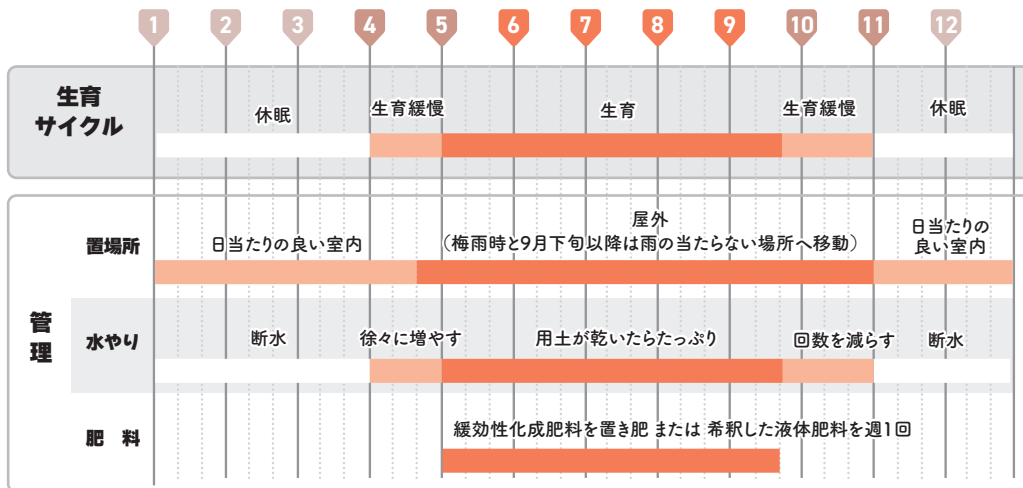 1 2 3 4 5 6 7 8 9 10 11 12
生育
サイクル
休眠 生育緩慢 生育 生育緩慢 休眠
管理
置場所
日当たりの良い室内
屋外
(梅雨時と9月下旬以降は雨の当たらない場所へ移動)
日当たりの
良い室内
水やり
断水 徐々に増やす 用土が乾いたらたっぷり 回数を減らす 断水
肥 料
緩効性化成肥料を置き肥 または 希釈した液体肥料を週1回